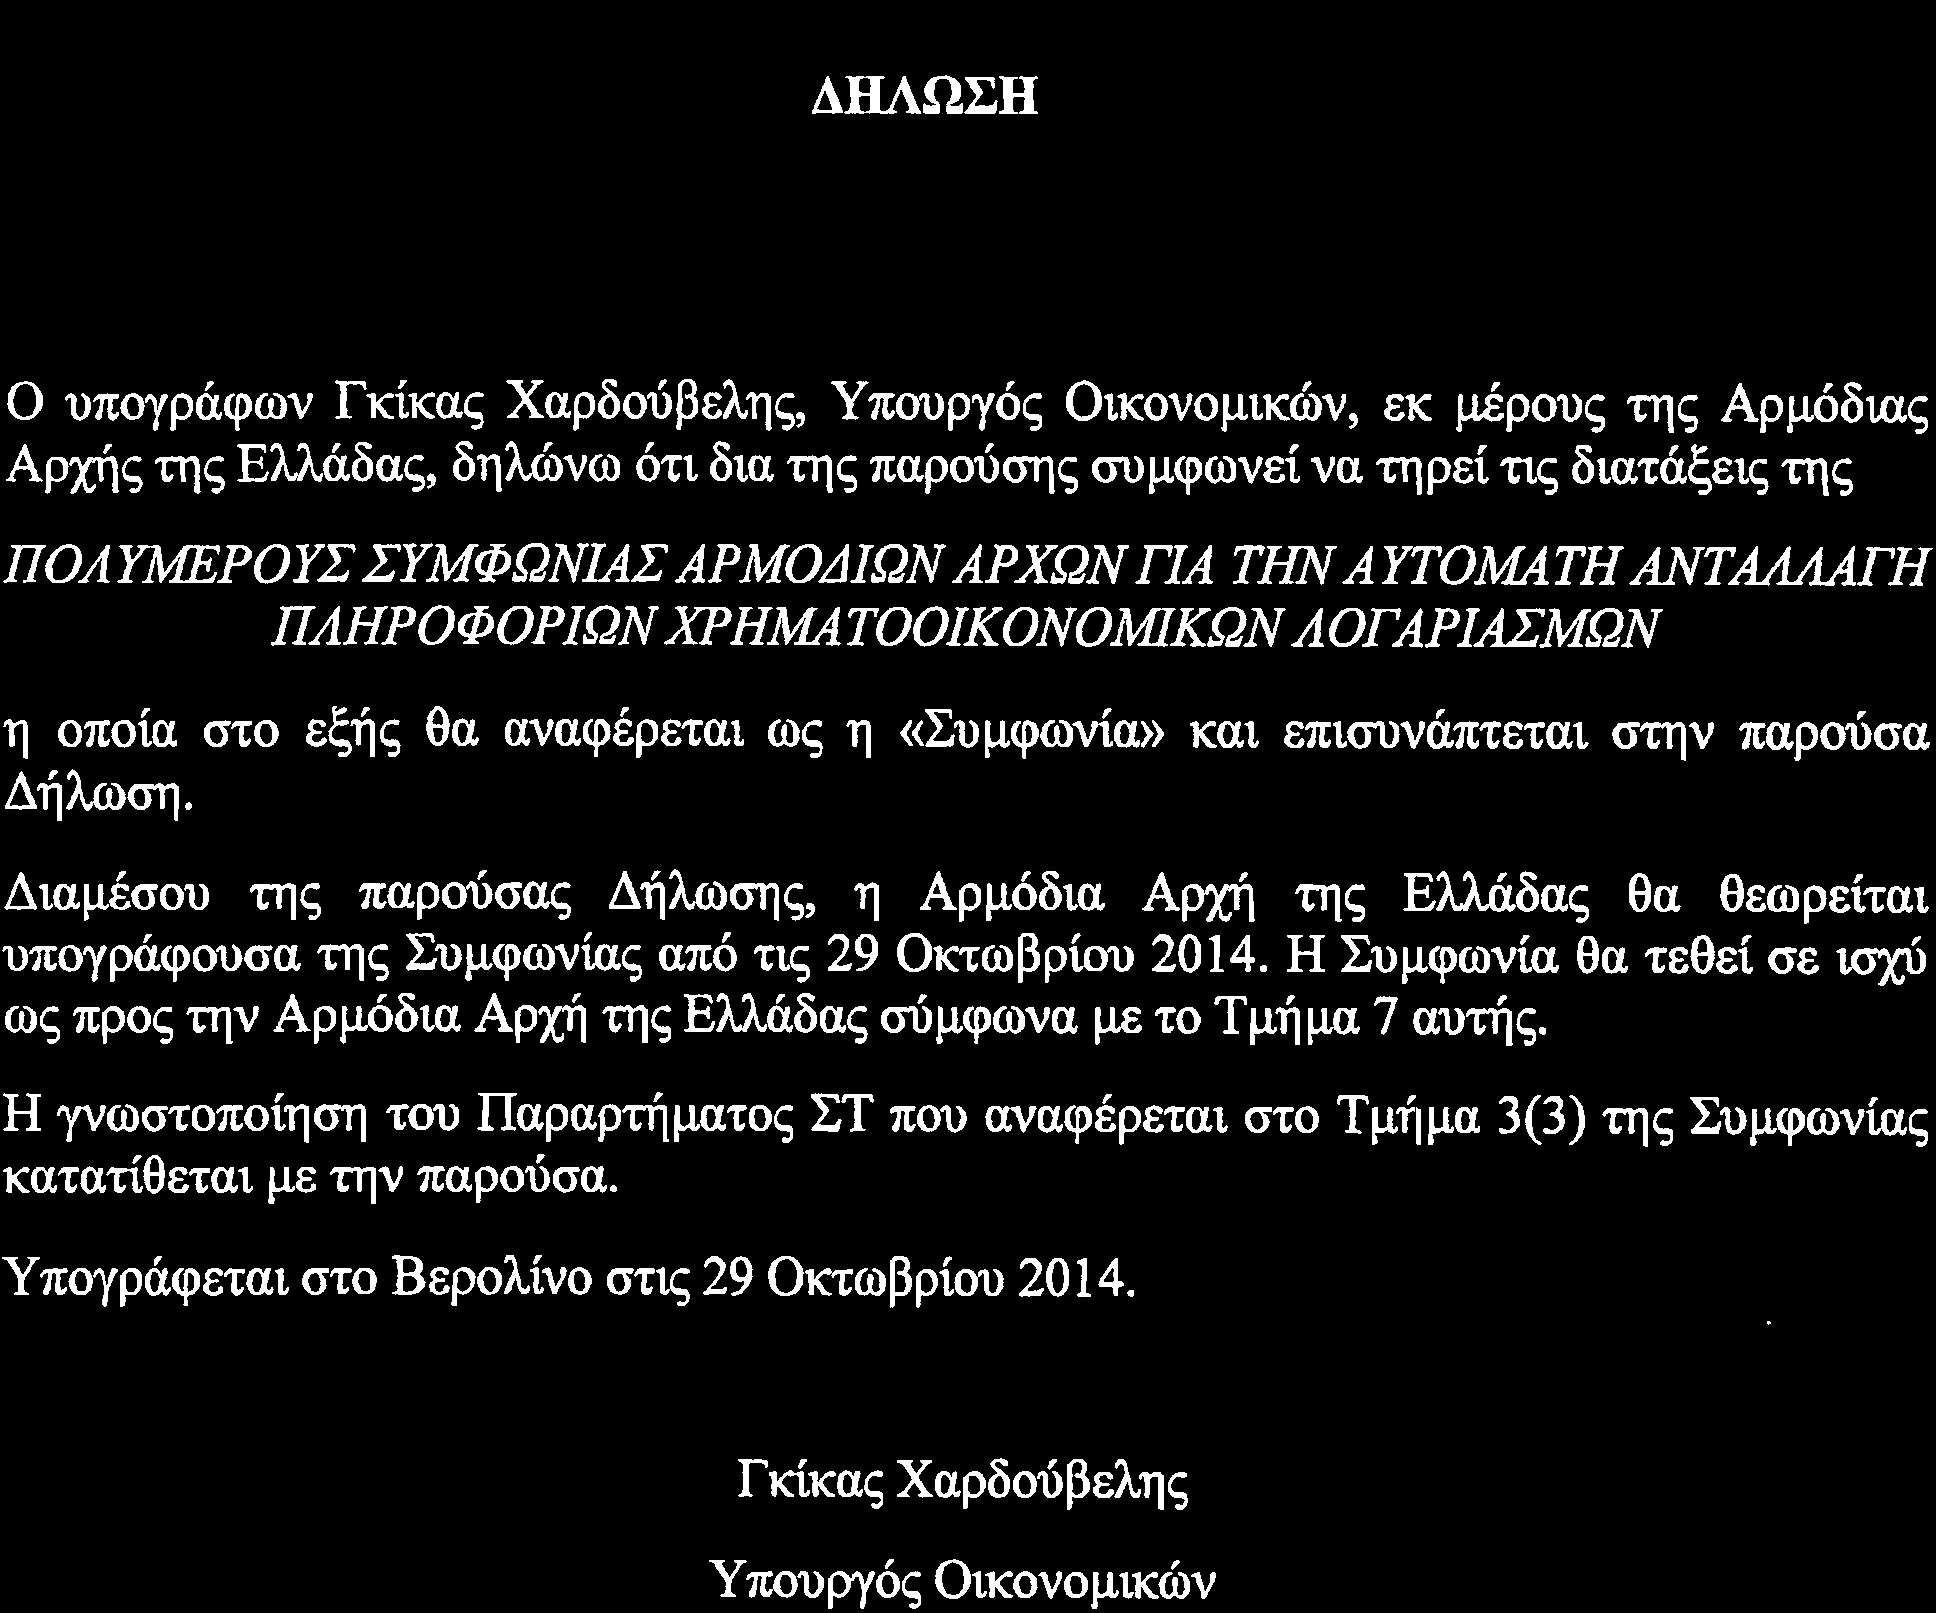 ΔΗΛΩΣΗ
Ο υπογράφων Γκίκας Χαρδούβελης, Υπουργός Οικονομικών, εκ μέρους της Αρμόδιας
Αρχής της Ελλάδας, δηλώνω ότι δια της παρούσης συμφωνεί να τηρεί τις διατάξεις της
ΠΟΛΥΜΕΡΟΥΣ ΣΥΜΦΩΝΙΑΣ ΑΡΜΟΔΙΩΝ ΑΡΧΩΝ ΓΙΑ ΤΗΝ ΑΥΤΟΜΑΤΗ ΑΝΤΑΛΛΑΓΗ
ΠΛΗΡΟΦΟΡΙΩΝ ΧΡΗΜΑΤΟΟΙΚΟΝΟΜΙΚΩΝ ΛΟΓΑΡΙΑΣΜΩΝ
η οποία στο εξής θα αναφέρεται ως η «Συμφωνία» και επισυνάπτεται στην παρούσα
Δήλωση.
Διαμέσου της παρούσας Δήλωσης, η Αρμόδια Αρχή της Ελλάδας θα θεωρείται
υπογράφουσα της Συμφωνίας από τις 29 Οκτωβρίου 2014. Η Συμφωνία θα τεθεί σε ισχύ
ως προς την Αρμόδια Αρχή της Ελλάδας σύμφωνα με το Τμήμα 7 αυτής.
Η γνωστοποίηση του Παραρτήματος ΣΤ που αναφέρεται στο Τμήμα 3(3) της Συμφωνίας
κατατίθεται με την παρούσα.
Υπογράφεται στο Βερολίνο στις 29 Οκτωβρίου 2014.
Γκίκας Χαρδούβελης
Υπουργός Οικονομικών